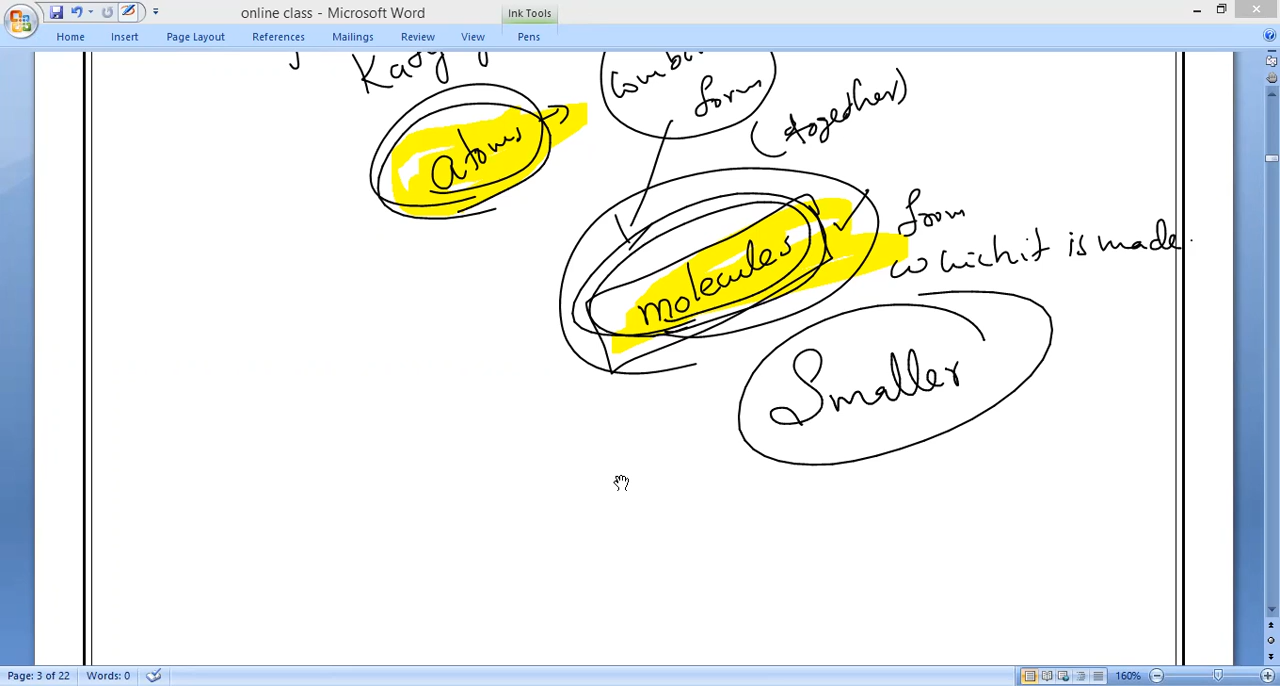 online class - Microsoft Word
Ink Tools
Home Insert Page Layout References Mailings Review View Pens
form
(together)
atoms
molecules
form
which it is made.
Smaller
Page: 3 of 22 Words: 0 160%